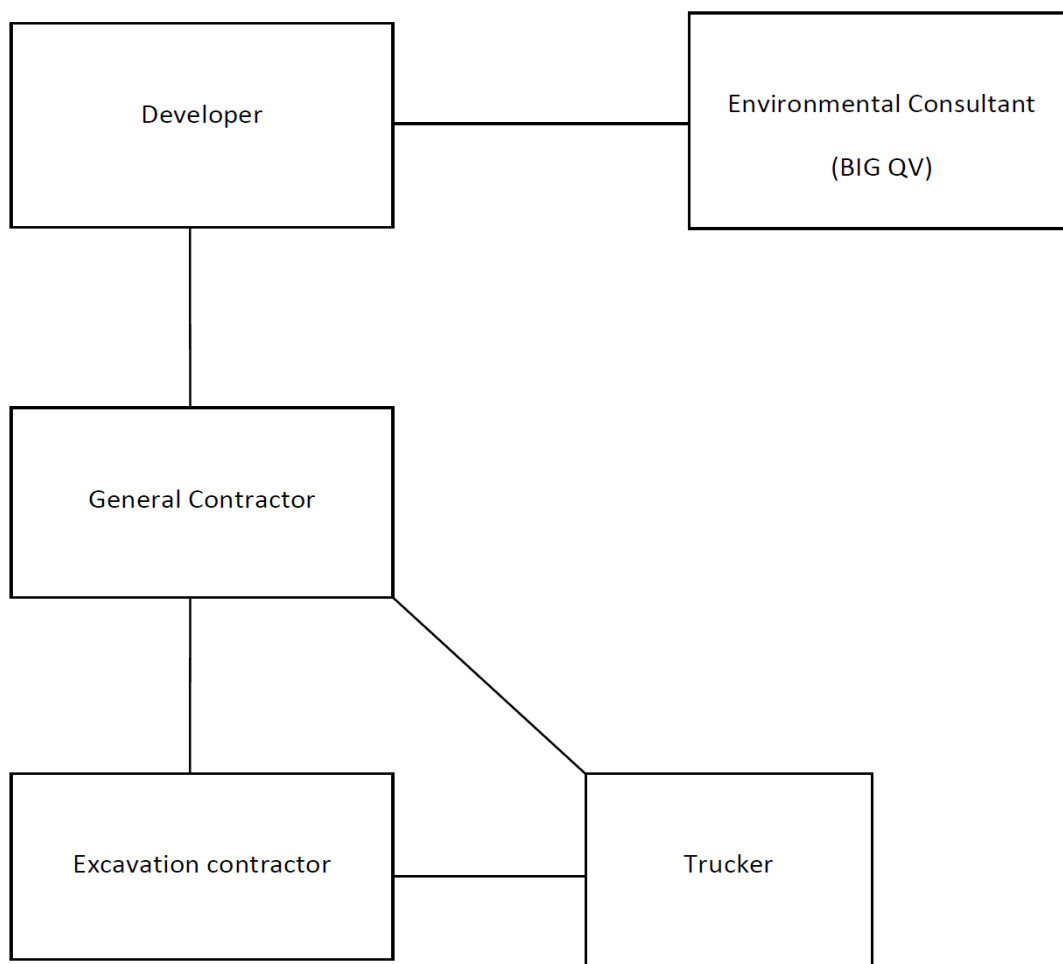 Developer
Environmental Consultant
(BIG QV)
General Contractor
Excavation contractor
Trucker